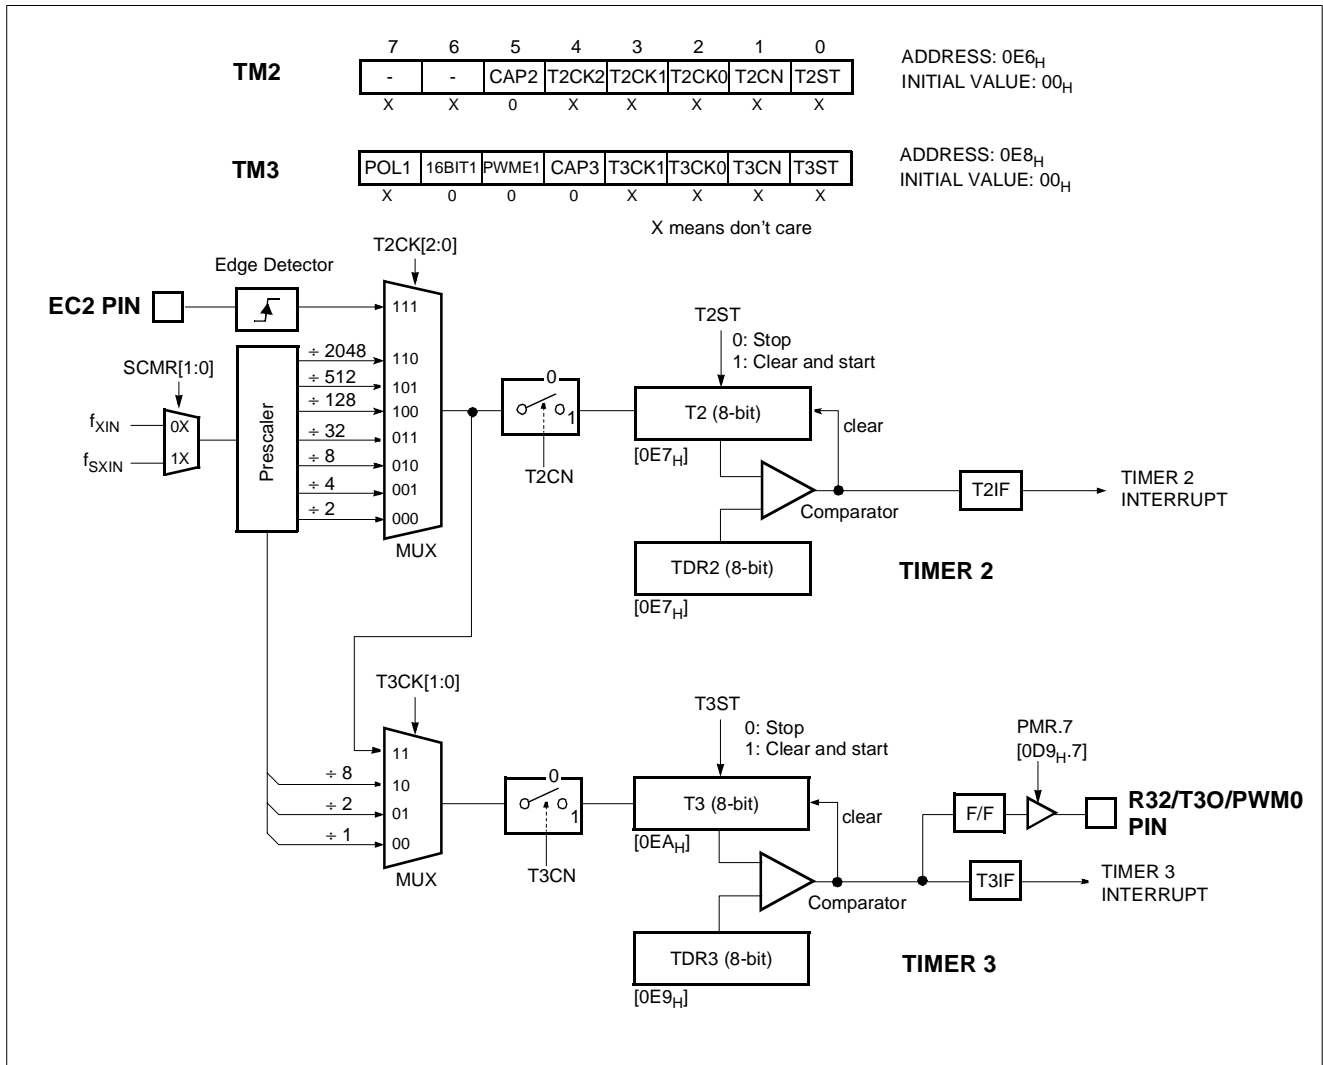 7 6 5 4 3 2 1 0
TM2
- - CAP2 T2CK2 T2CK1 T2CK0 T2CN T2ST
X X 0 X X X X X
ADDRESS: 0E6H
INITIAL VALUE: 00H
TM3
POL1 16BIT1 PWME1 CAP3 T3CK1 T3CK0 T3CN T3ST
X 0 0 0 X X X X
ADDRESS: 0E8H
INITIAL VALUE: 00H
X means don't care
T2CK[2:0]
Edge Detector
EC2 PIN
111
SCMR[1:0]
fXIN
fSXIN
0X
1X
Prescaler
÷ 2048 110
÷ 512 101
÷ 128 100
÷ 32 011
÷ 8 010
÷ 4 001
÷ 2 000
MUX
0
1
T2CN
T2ST
0: Stop
1: Clear and start
T2 (8-bit)
[0E7H]
clear
Comparator
T2IF
TIMER 2
INTERRUPT
TDR2 (8-bit)
[0E7H]
TIMER 2
T3CK[1:0]
11
÷ 8 10
÷ 2 01
÷ 1 00
MUX
0
1
T3CN
T3ST
0: Stop
1: Clear and start
T3 (8-bit)
[0EAH]
clear
Comparator
PMR.7
[0D9H.7]
F/F
R32/T3O/PWM0
PIN
T3IF
TIMER 3
INTERRUPT
TDR3 (8-bit)
[0E9H]
TIMER 3